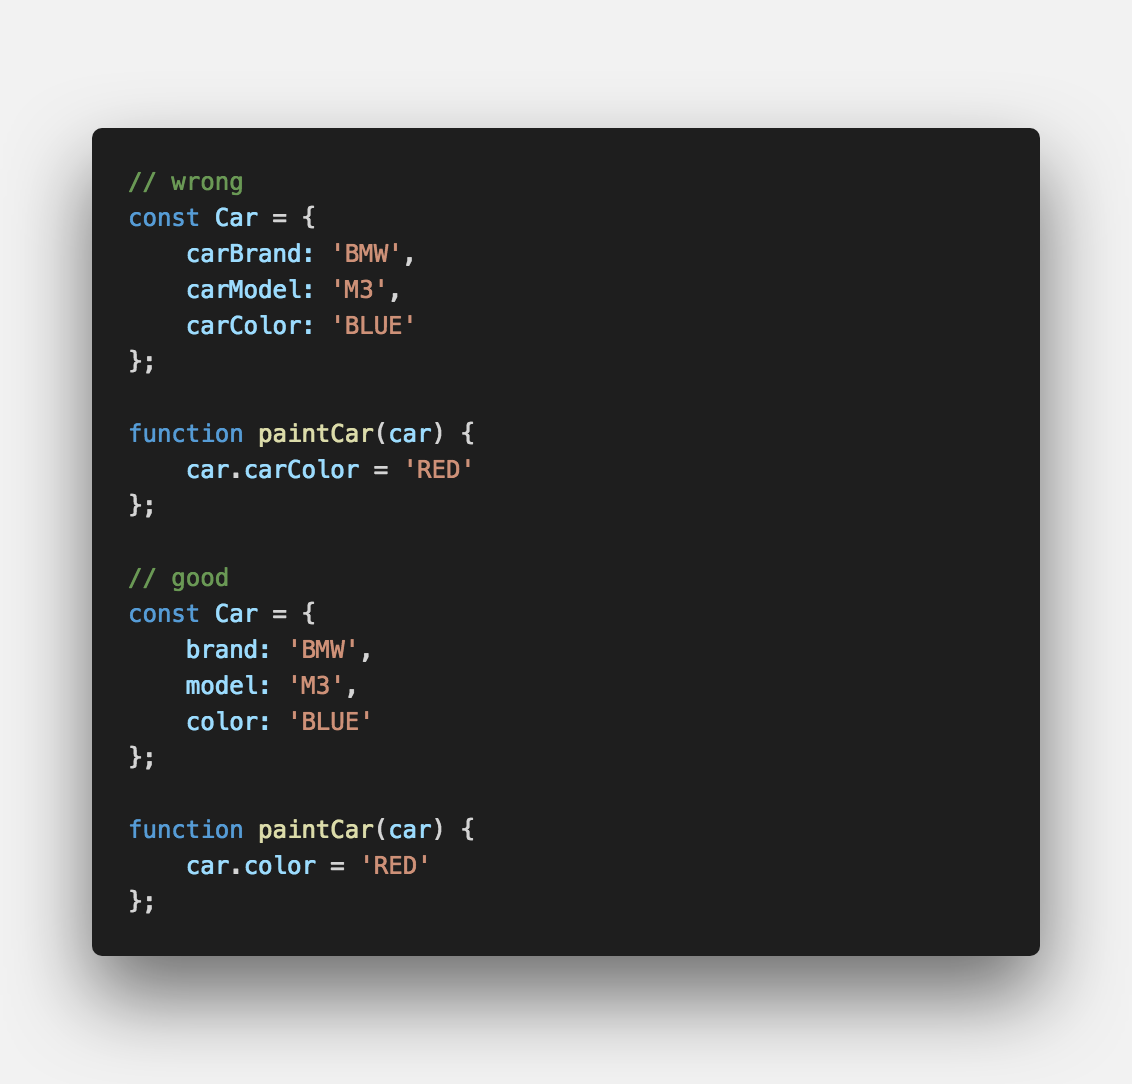 // wrong
const Car = {
    carBrand: 'BMW',
    carModel: 'M3',
    carColor: 'BLUE'
};

function paintCar(car) {
    car.carColor = 'RED'
};

// good
const Car = {
    brand: 'BMW',
    model: 'M3',
    color: 'BLUE'
};

function paintCar(car) {
    car.color = 'RED'
};